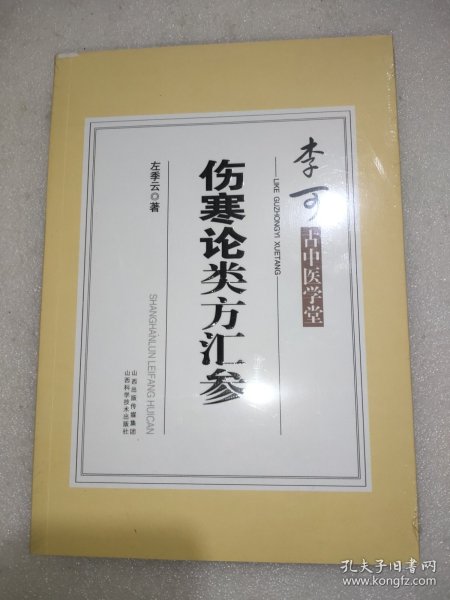 李可
古中医学堂
LIKE GUZHONGYI XUETANG
伤寒论类方汇参
SHANGHANLUN LEIFANG HUICAN
左季云◎著
山西出版传媒集团
山西科学技术出版社
孔夫子旧书网
www.kongfz.com